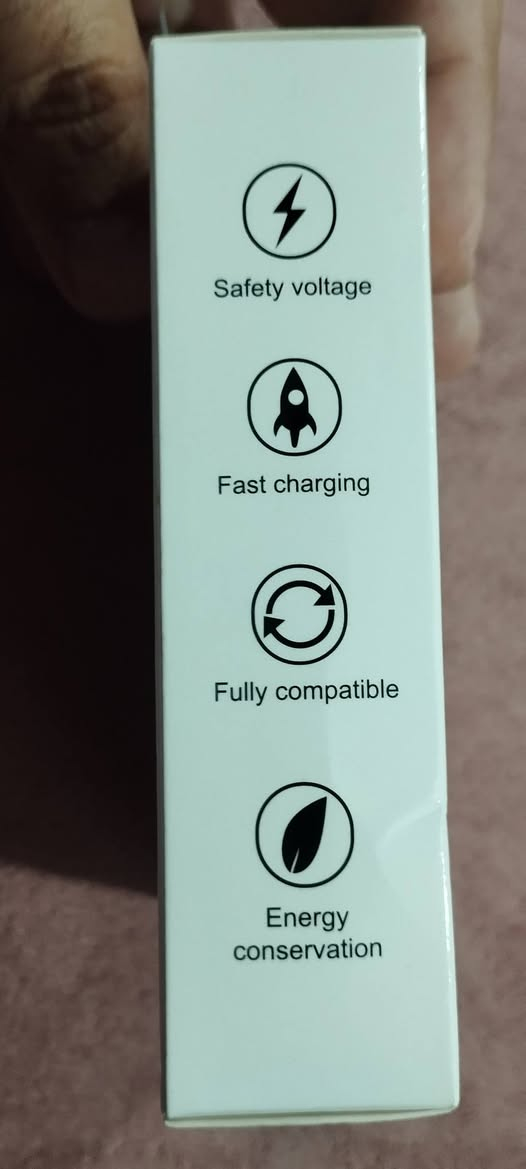 Safety voltage
Fast charging
Fully compatible
Energy
conservation